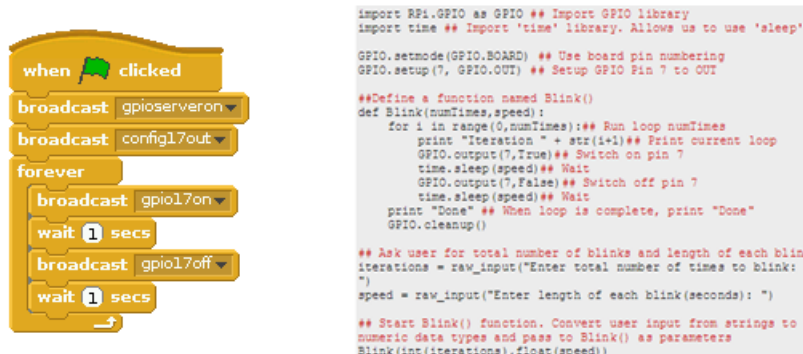 when clicked
broadcast gpioserveron
broadcast config17out
forever
broadcast gpio17on
wait 1 secs
broadcast gpio17off
wait 1 secs
import RPi.GPIO as GPIO ## Import GPIO library
import time ## Import 'time' library. Allows us to use 'sleep'
GPIO.setmode(GPIO.BOARD) ## Use board pin numbering
GPIO.setup(7, GPIO.OUT) ## Setup GPIO Pin 7 to OUT
##Define a function named Blink()
def Blink(numTimes,speed):
for i in range(0,numTimes):## Run loop numTimes
print "Iteration " + str(i+1)## Print current loop
GPIO.output(7,True)## Switch on pin 7
time.sleep(speed)## Wait
GPIO.output(7,False)## Switch off pin 7
time.sleep(speed)## Wait
print "Done" ## When loop is complete, print "Done"
GPIO.cleanup()
## Ask user for total number of blinks and length of each blin
iterations = raw_input("Enter total number of times to blink:
")
speed = raw_input("Enter length of each blink(seconds): ")
## Start Blink() function. Convert user input from strings to
numeric data types and pass to Blink() as parameters
Blink(int(iterations),float(speed))